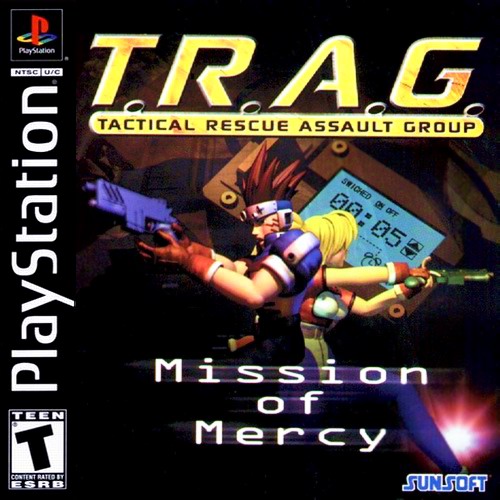 PlayStation
NTSC U/C
PlayStation
T.R.A.G.
TACTICAL RESCUE ASSAULT GROUP
SWICHED ON OFF
00:05
Mission
of
Mercy
TEEN
T
CONTENT RATED BY
ESRB
SUNSOFT